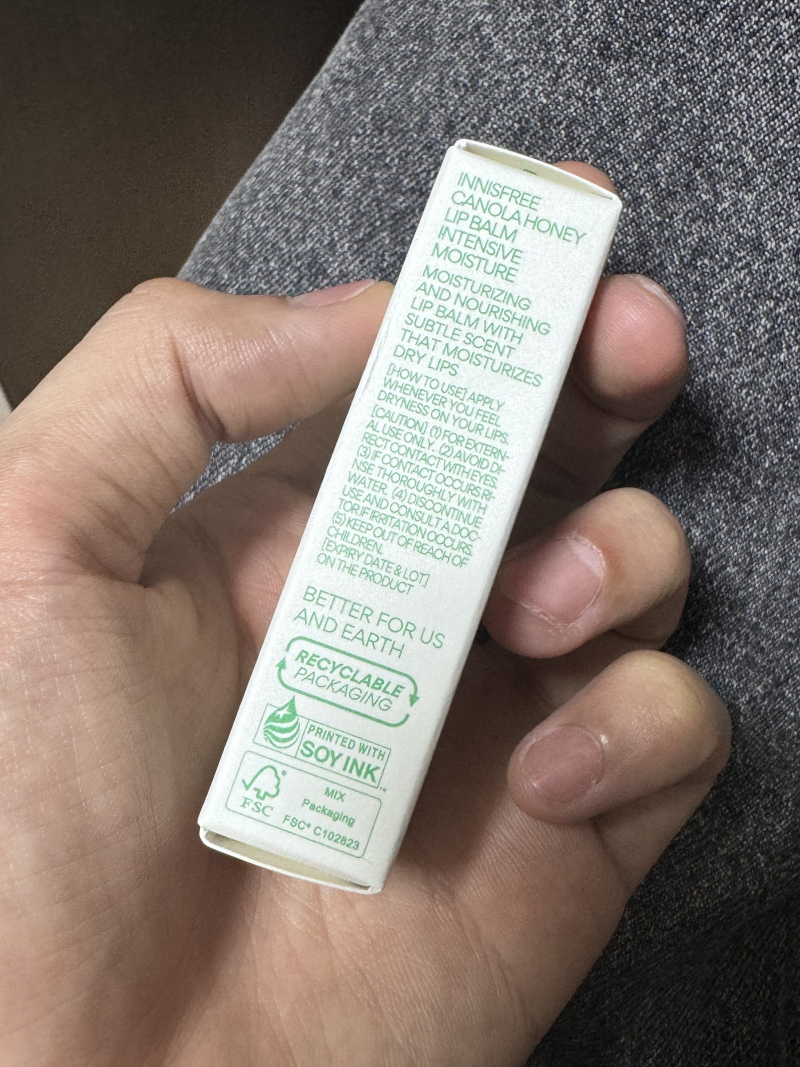 INNISFREE
CANOLA HONEY
LIP BALM
INTENSIVE
MOISTURE
MOISTURIZING
AND NOURISHING
LIP BALM WITH
SUBTLE SCENT
THAT MOISTURIZES
DRY LIPS
[HOW TO USE] APPLY
WHENEVER YOU FEEL
DRYNESS ON YOUR LIPS.
[CAUTION] (1) FOR EXTERN-
AL USE ONLY. (2) AVOID DI-
RECT CONTACT WITH EYES.
(3) IF CONTACT OCCURS RI-
NSE THOROUGHLY WITH
WATER. (4) DISCONTINUE
USE AND CONSULT A DOC-
TOR IF IRRITATION OCCURS.
(5) KEEP OUT OF REACH OF
CHILDREN.
[EXPIRY DATE & LOT]
ON THE PRODUCT
BETTER FOR US
AND EARTH
RECYCLABLE
PACKAGING
PRINTED WITH
SOY INK™
FSC®
MIX
Packaging
FSC® C102823